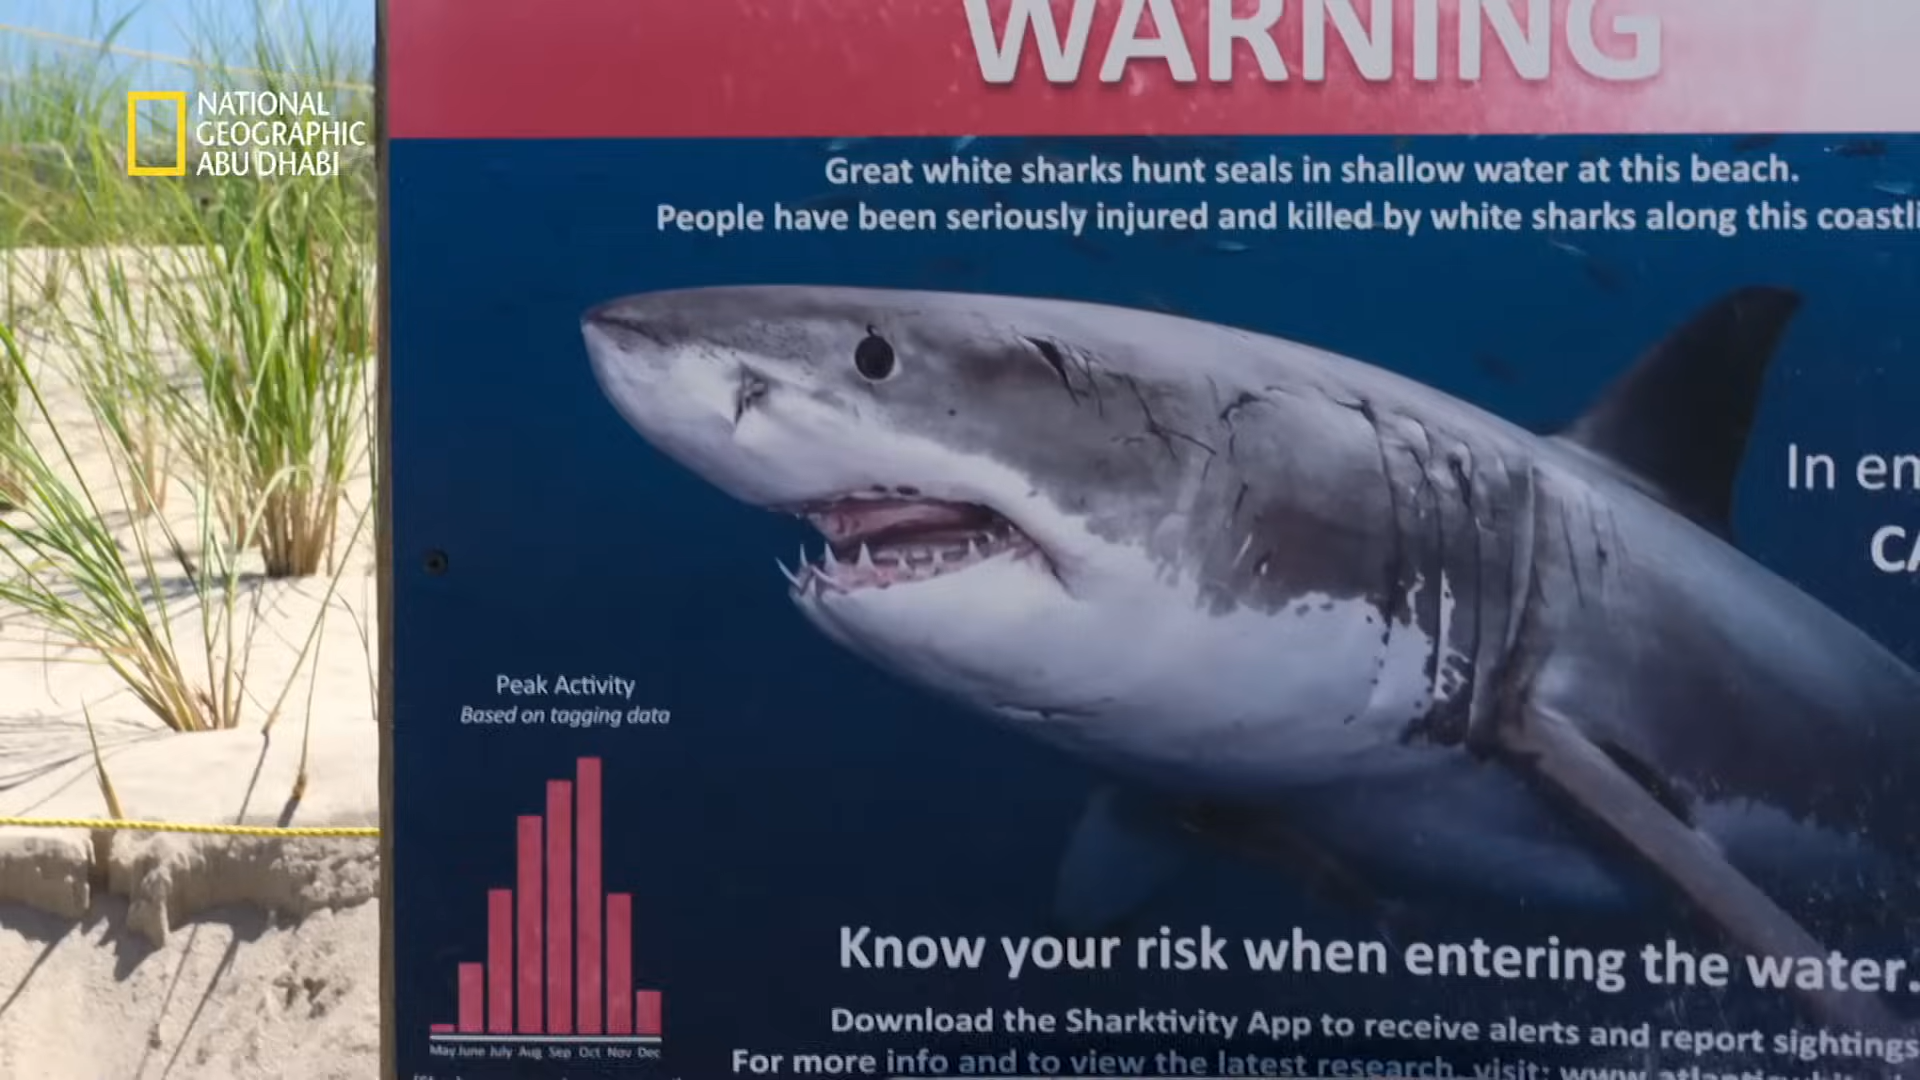 NATIONAL
GEOGRAPHIC
ABU DHABI
WARNING
Great white sharks hunt seals in shallow water at this beach.
People have been seriously injured and killed by white sharks along this coastli
In em
CA
Peak Activity
Based on tagging data
May June July Aug Sep Oct Nov Dec
Know your risk when entering the water.
Download the Sharktivity App to receive alerts and report sightings
For more info and to view the latest research, visit: